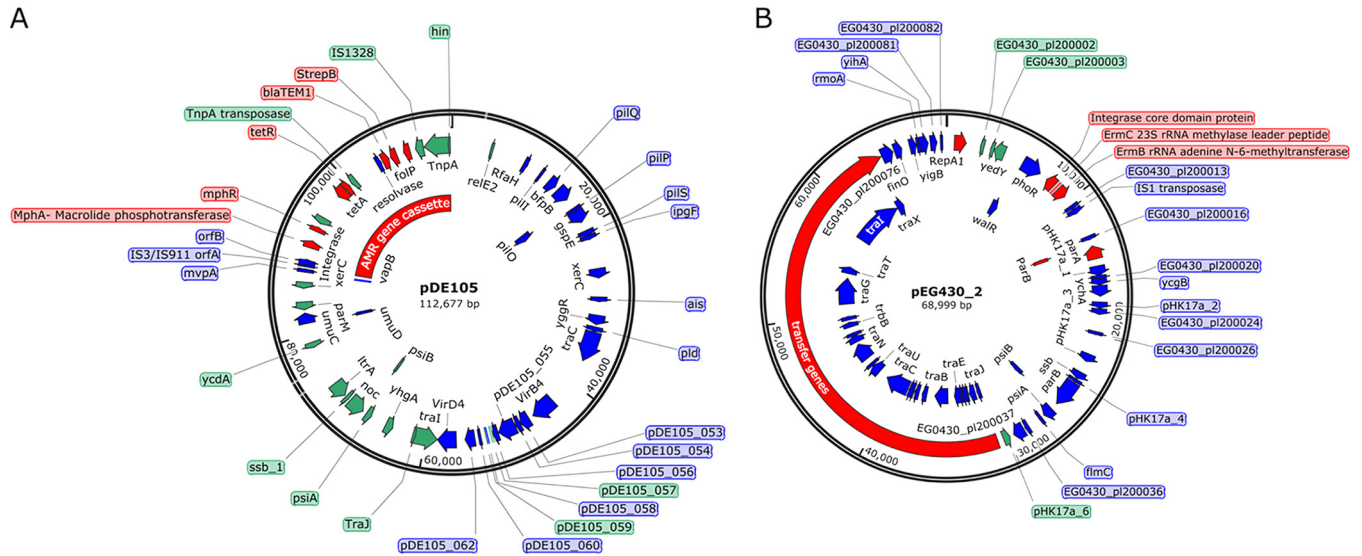 A
hin
IS1328
StrepB
blaTEM1
TnpA transposase
tetR
mphR
MphA- Macrolide phosphotransferase
orfB
IS3/IS911 orfA
mvpA
ycdA
ssb_1
psiA
TraJ
pDE105_062
pDE105_060
pDE105_059
pDE105_058
pDE105_057
pDE105_056
pDE105_054
pDE105_053
pld
ais
ipgF
pilS
pilP
pilQ
TnpA
relE2
RfaH
pilI
bfpB
gspE
pilO
xerC
yggR
traC
VirB4
pDE105_055
VirD4
traI
yhgA
noc
ltrA
psiB
umuD
umuC
parM
xerC
Integrase
vapB
tetA
resolvase
folP
AMR gene cassette
pDE105
112,677 bp
20,000
40,000
60,000
80,000
100,000
B
EG0430_pl200082
EG0430_pl200081
yihA
rmoA
EG0430_pl200002
EG0430_pl200003
Integrase core domain protein
ErmC 23S rRNA methylase leader peptide
ErmB rRNA adenine N-6-methyltransferase
EG0430_pl200013
IS1 transposase
EG0430_pl200016
EG0430_pl200020
ycgB
pHK17a_2
EG0430_pl200024
EG0430_pl200026
pHK17a_4
flmC
EG0430_pl200036
pHK17a_6
RepA1
yigB
finO
EG0430_pl200076
yedY
phoR
walR
parA
ParB
pHK17a_1
ychA
pHK17a_3
ssb
parB
psiB
psiA
EG0430_pl200037
traJ
traE
traB
traU
traC
traN
trbB
traG
traT
traI
traX
transfer genes
pEG430_2
68,999 bp
10,000
20,000
30,000
40,000
50,000
60,000